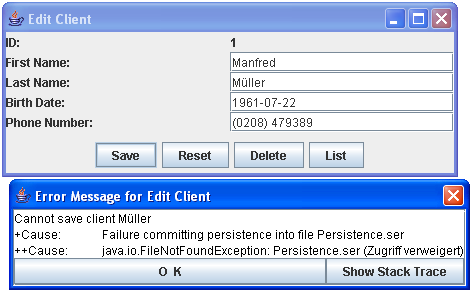 Edit Client
ID: 1
First Name: Manfred
Last Name: Müller
Birth Date: 1961-07-22
Phone Number: (0208) 479389
Save Reset Delete List
Error Message for Edit Client
Cannot save client Müller
+Cause: Failure committing persistence into file Persistence.ser
++Cause: java.io.FileNotFoundException: Persistence.ser (Zugriff verweigert)
O K Show Stack Trace